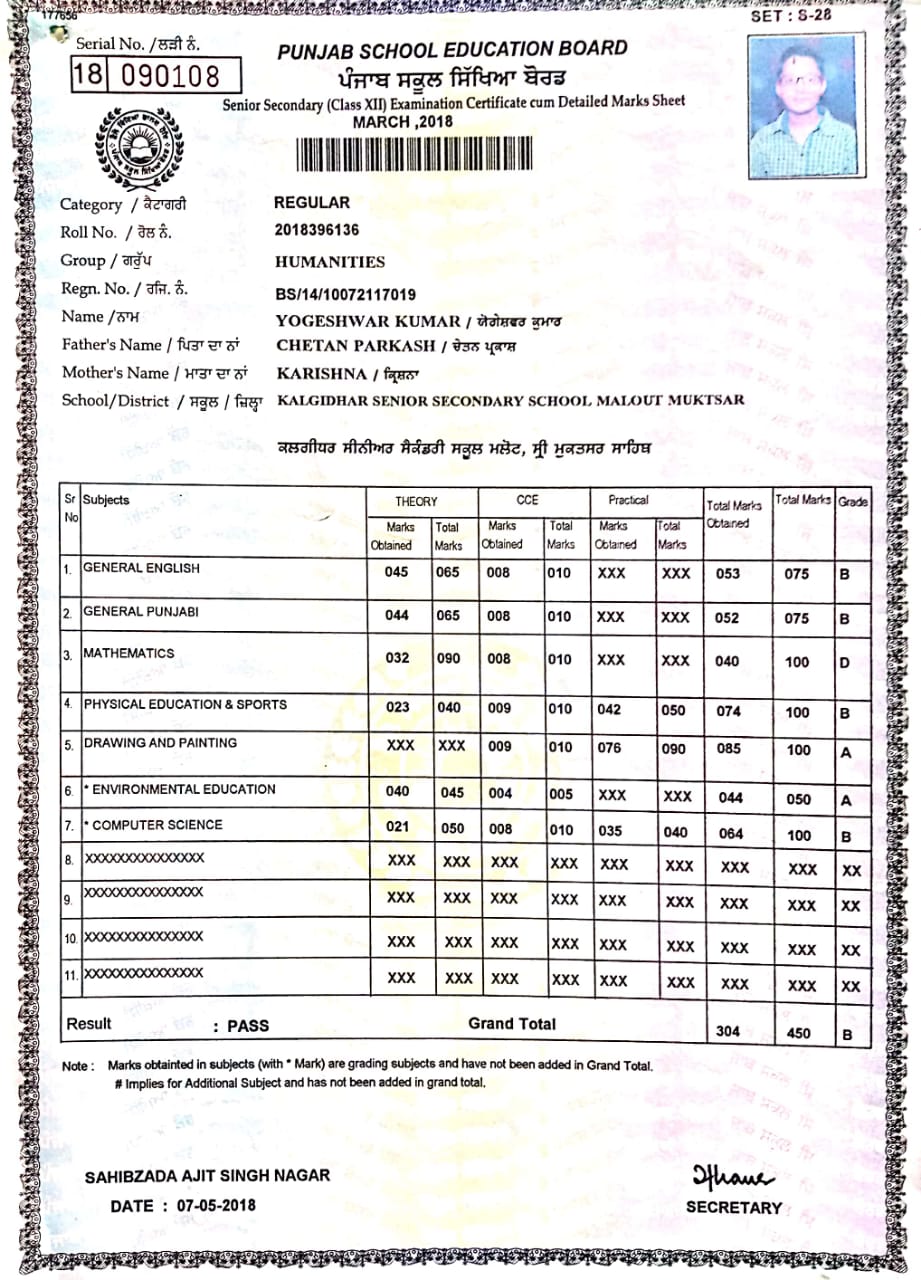 177656
SET : S-28
Serial No. /ਲੜੀ ਨੰ.
18 090108
PUNJAB SCHOOL EDUCATION BOARD
ਪੰਜਾਬ ਸਕੂਲ ਸਿੱਖਿਆ ਬੋਰਡ
Senior Secondary (Class XII) Examination Certificate cum Detailed Marks Sheet
MARCH ,2018
Category / ਕੈਟਾਗਰੀ REGULAR
Roll No. / ਰੋਲ ਨੰ. 2018396136
Group / ਗਰੁੱਪ HUMANITIES
Regn. No. / ਰਜਿ. ਨੰ. BS/14/10072117019
Name /ਨਾਮ YOGESHWAR KUMAR / ਯੋਗੇਸ਼ਵਰ ਕੁਮਾਰ
Father's Name / ਪਿਤਾ ਦਾ ਨਾਂ CHETAN PARKASH / ਚੇਤਨ ਪ੍ਰਕਾਸ਼
Mother's Name / ਮਾਤਾ ਦਾ ਨਾਂ KARISHNA / ਕ੍ਰਿਸ਼ਨਾ
School/District / ਸਕੂਲ / ਜ਼ਿਲ੍ਹਾ KALGIDHAR SENIOR SECONDARY SCHOOL MALOUT MUKTSAR
ਕਲਗੀਧਰ ਸੀਨੀਅਰ ਸੈਕੰਡਰੀ ਸਕੂਲ ਮਲੋਟ, ਸ੍ਰੀ ਮੁਕਤਸਰ ਸਾਹਿਬ
Sr No Subjects THEORY CCE Practical Total Marks Obtained Total Marks Grade
Marks Obtained Total Marks Marks Obtained Total Marks Marks Obtained Total Marks
1. GENERAL ENGLISH 045 065 008 010 XXX XXX 053 075 B
2. GENERAL PUNJABI 044 065 008 010 XXX XXX 052 075 B
3. MATHEMATICS 032 090 008 010 XXX XXX 040 100 D
4. PHYSICAL EDUCATION & SPORTS 023 040 009 010 042 050 074 100 B
5. DRAWING AND PAINTING XXX XXX 009 010 076 090 085 100 A
6. * ENVIRONMENTAL EDUCATION 040 045 004 005 XXX XXX 044 050 A
7. * COMPUTER SCIENCE 021 050 008 010 035 040 064 100 B
8. XXXXXXXXXXXXXXX XXX XXX XXX XXX XXX XXX XXX XXX XX
9. XXXXXXXXXXXXXXX XXX XXX XXX XXX XXX XXX XXX XXX XX
10. XXXXXXXXXXXXXXX XXX XXX XXX XXX XXX XXX XXX XXX XX
11. XXXXXXXXXXXXXXX XXX XXX XXX XXX XXX XXX XXX XXX XX
Result : PASS Grand Total 304 450 B
Note : Marks obtainted in subjects (with * Mark) are grading subjects and have not been added in Grand Total.
# Implies for Additional Subject and has not been added in grand total.
SAHIBZADA AJIT SINGH NAGAR
DATE : 07-05-2018
SECRETARY